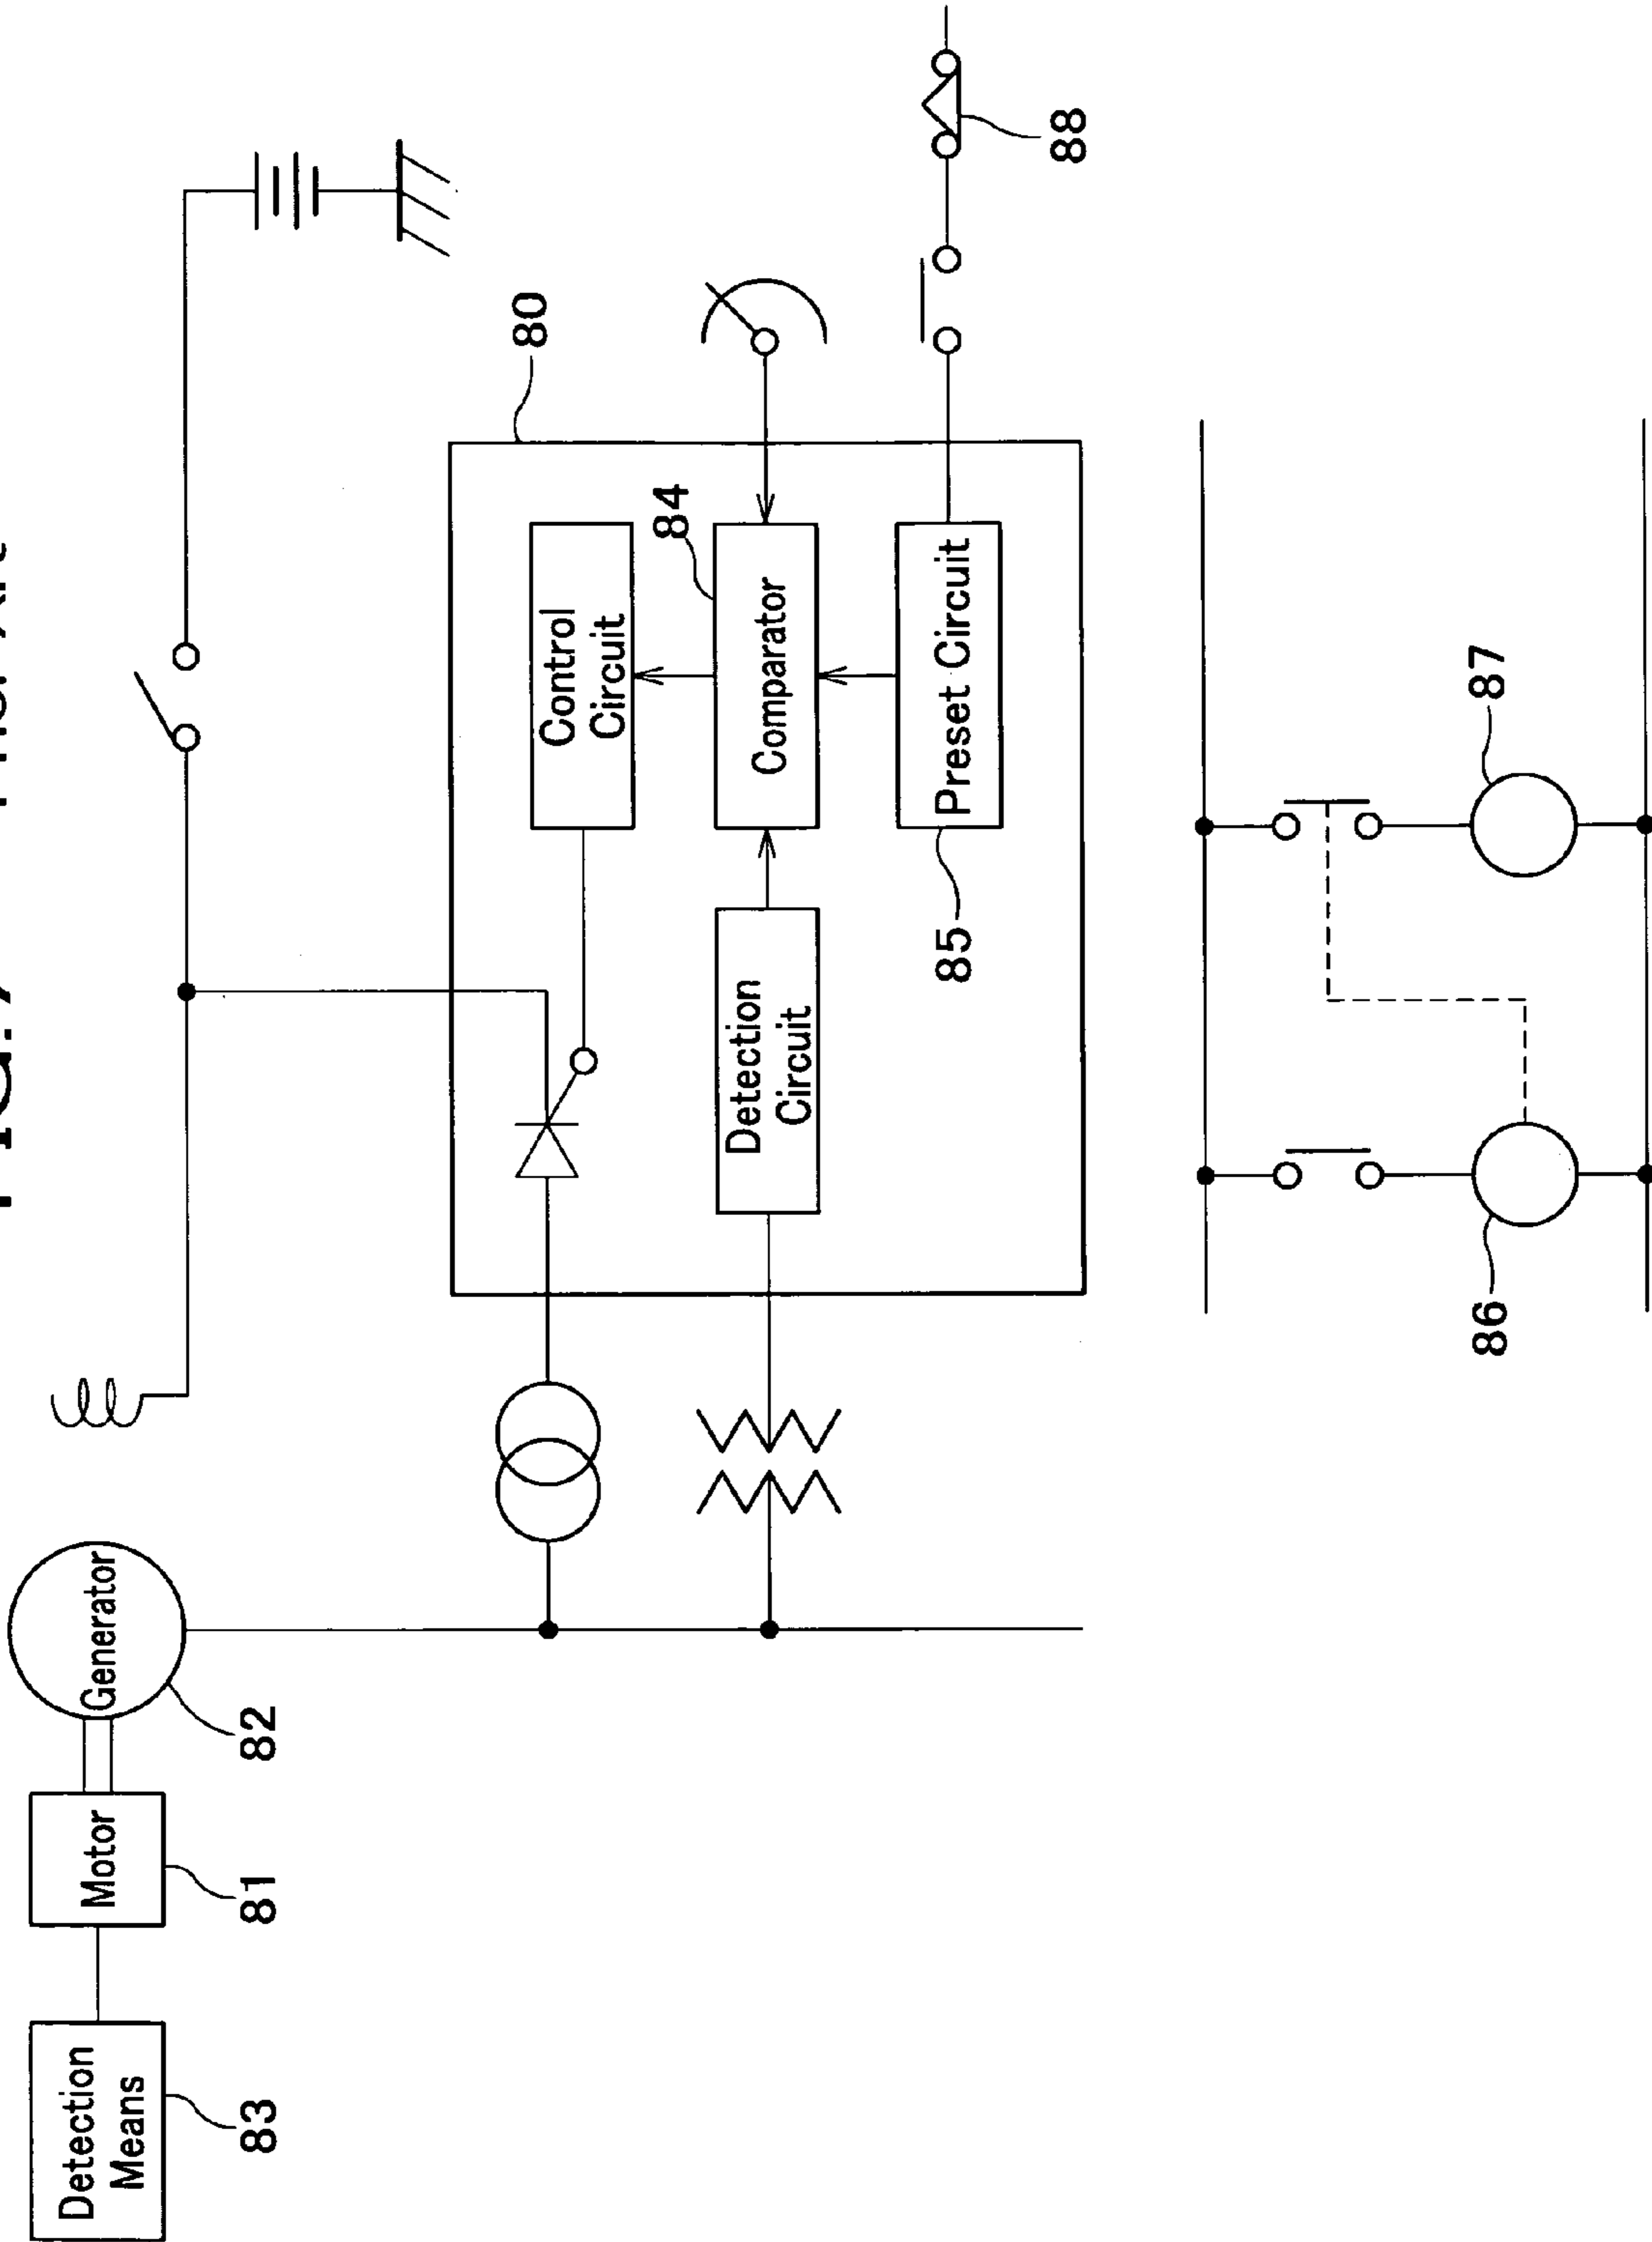 Detection
Means
Motor
Generator
83
81
82
80
Control
Circuit
84
Detection
Circuit
Comparator
85
Preset Circuit
88
86
87